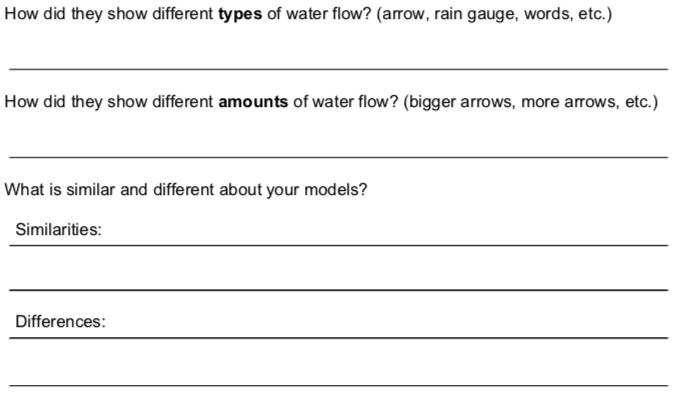 How did they show different types of water flow? (arrow, rain gauge, words, etc.)
How did they show different amounts of water flow? (bigger arrows, more arrows, etc.)
What is similar and different about your models?
Similarities:
Differences: